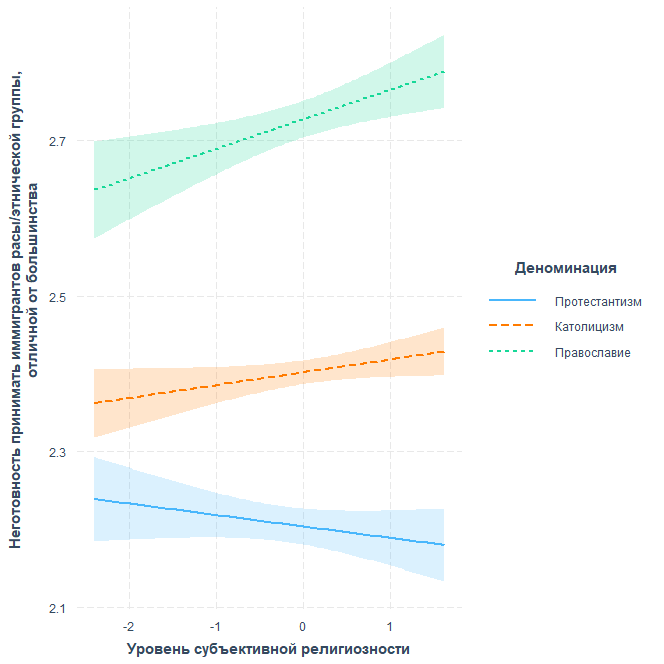 Неготовность принимать иммигрантов расы/этнической группы,
отличной от большинства
2.7
2.5
2.3
2.1
-2
-1
0
1
Уровень субъективной религиозности
Деноминация
Протестантизм
Католицизм
Православие